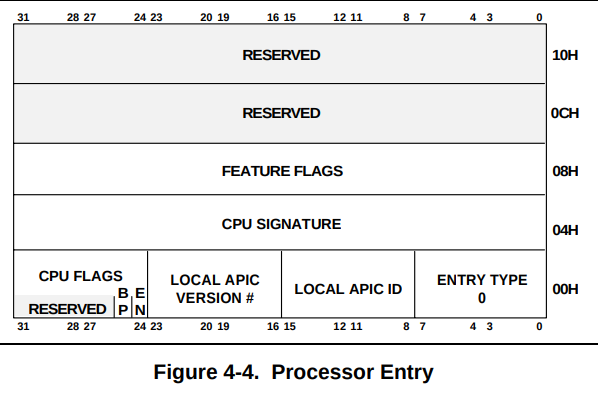 31 28 27 24 23 20 19 16 15 12 11 8 7 4 3 0
RESERVED 10H
RESERVED 0CH
FEATURE FLAGS 08H
CPU SIGNATURE 04H
CPU FLAGS
RESERVED
B
P
E
N
LOCAL APIC
VERSION #
LOCAL APIC ID
ENTRY TYPE
0
00H
31 28 27 24 23 20 19 16 15 12 11 8 7 4 3 0
Figure 4-4. Processor Entry